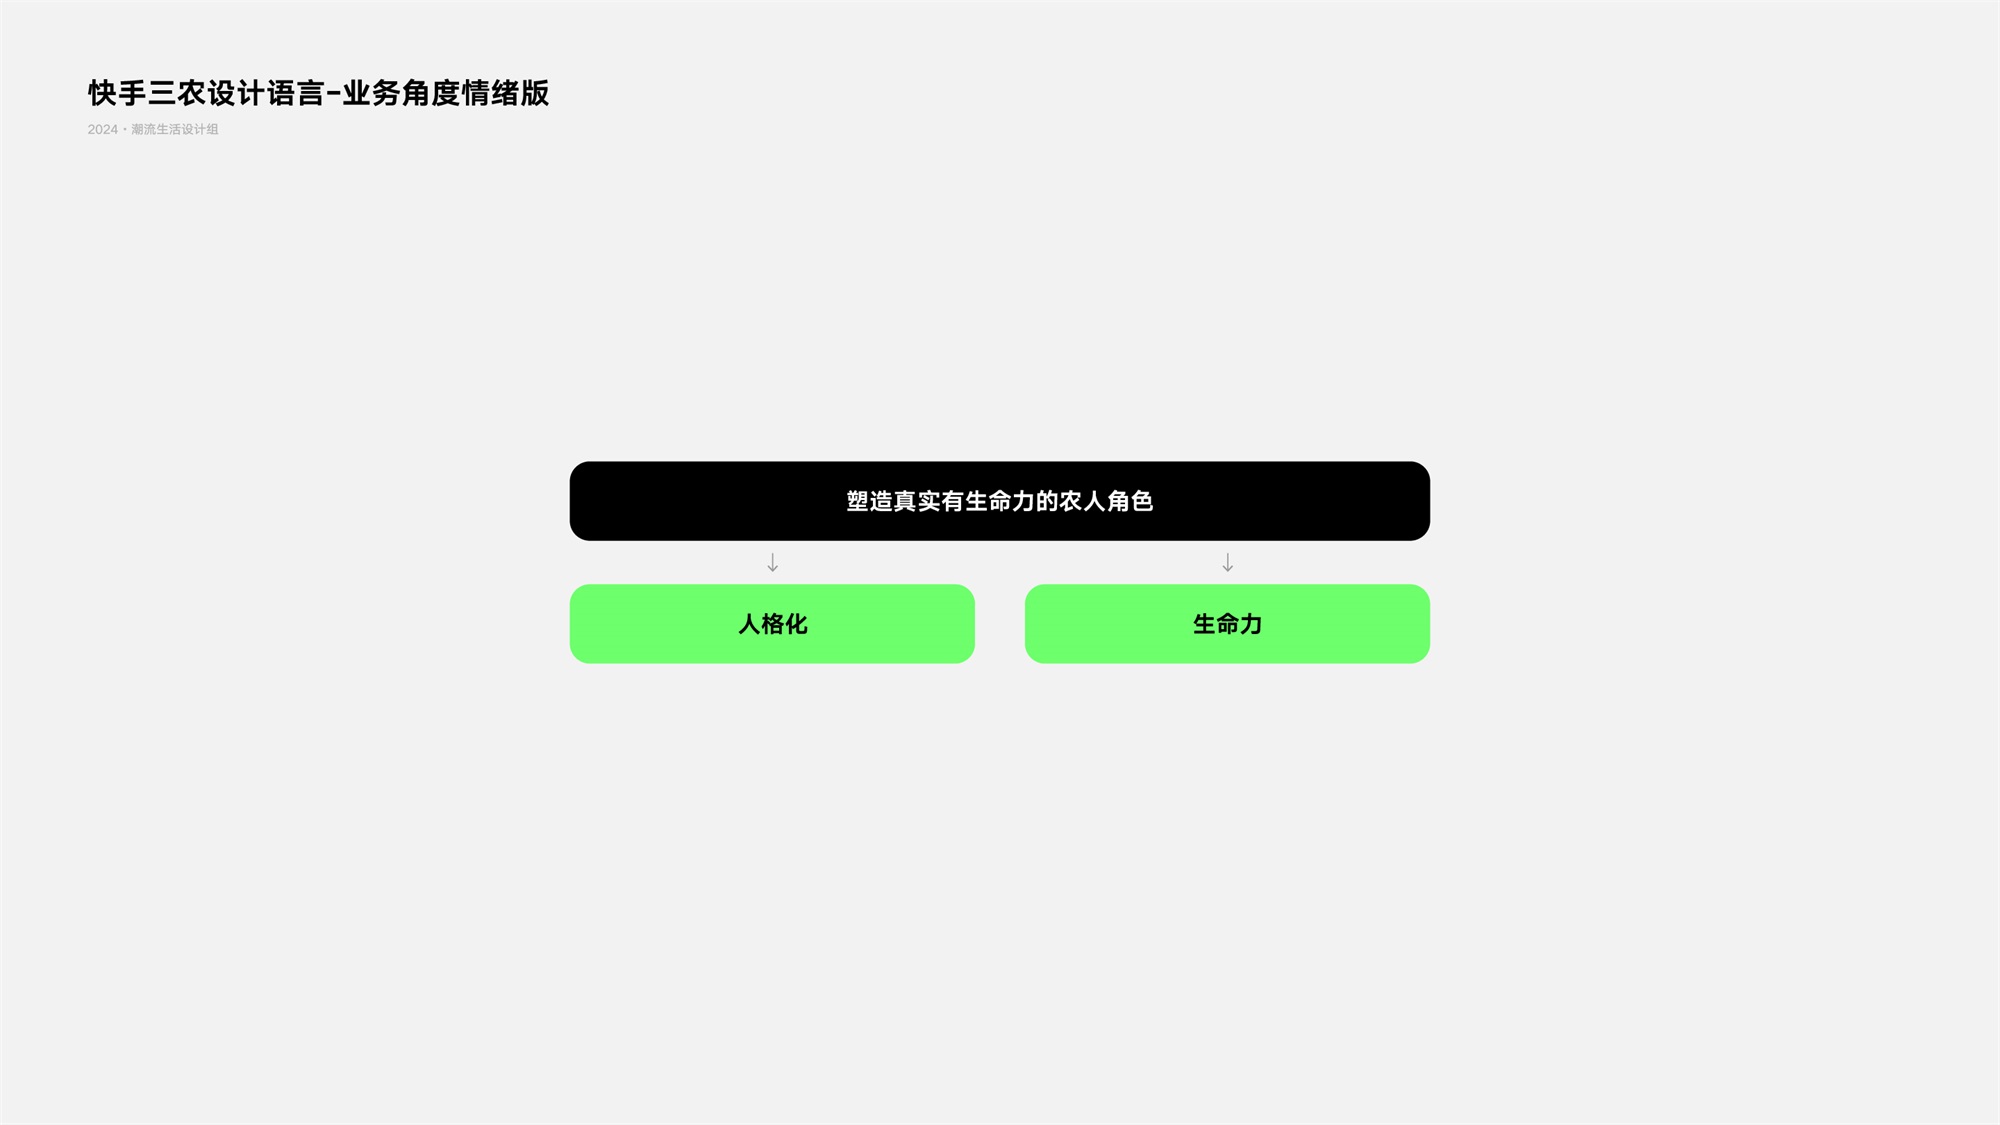 快手三农设计语言-业务角度情绪版
2024·潮流生活设计组
塑造真实有生命力的农人角色
↓ ↓
人格化 生命力